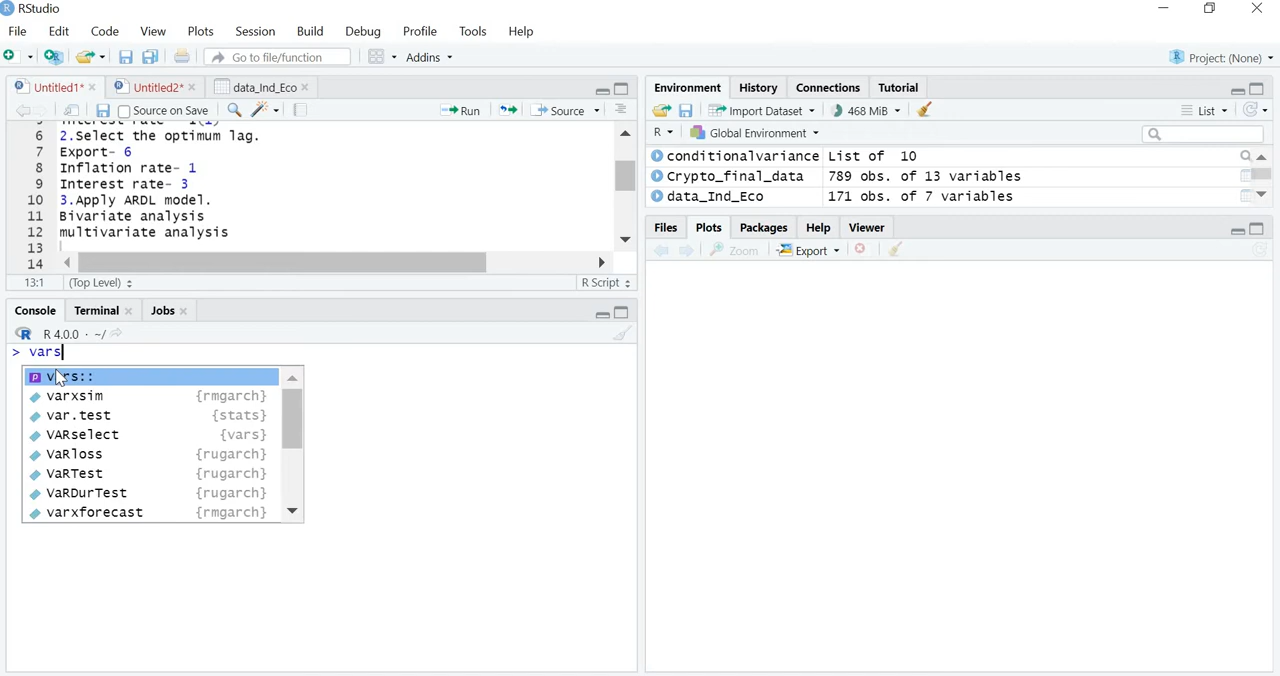 RStudio
File Edit Code View Plots Session Build Debug Profile Tools Help
Go to file/function Addins Project: (None)
Untitled1* Untitled2* data_Ind_Eco
Source on Save Run Source
6 2.Select the optimum lag.
7 Export- 6
8 Inflation rate- 1
9 Interest rate- 3
10 3.Apply ARDL model.
11 Bivariate analysis
12 multivariate analysis
13
14
13:1 (Top Level) R Script
Console Terminal Jobs
R 4.0.0 · ~/
> vars
vars::
varxsim {rmgarch}
var.test {stats}
VARselect {vars}
VaRloss {rugarch}
VaRTest {rugarch}
VaRDurTest {rugarch}
varxforecast {rmgarch}
Environment History Connections Tutorial
Import Dataset 468 MiB List
R Global Environment
conditionalvariance List of 10
Crypto_final_data 789 obs. of 13 variables
data_Ind_Eco 171 obs. of 7 variables
Files Plots Packages Help Viewer
Zoom Export